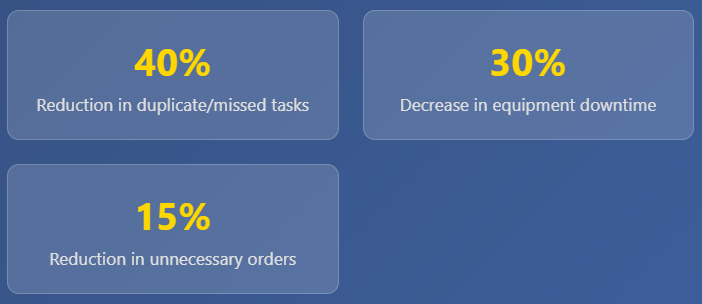 40%
Reduction in duplicate/missed tasks
30%
Decrease in equipment downtime
15%
Reduction in unnecessary orders